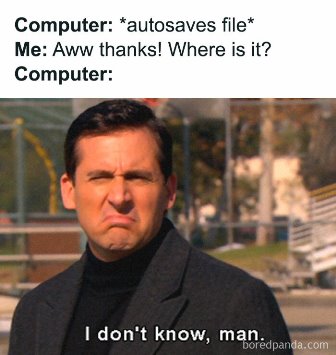 Computer: *autosaves file*
Me: Aww thanks! Where is it?
Computer:
I don't know, man.
boredpanda.com